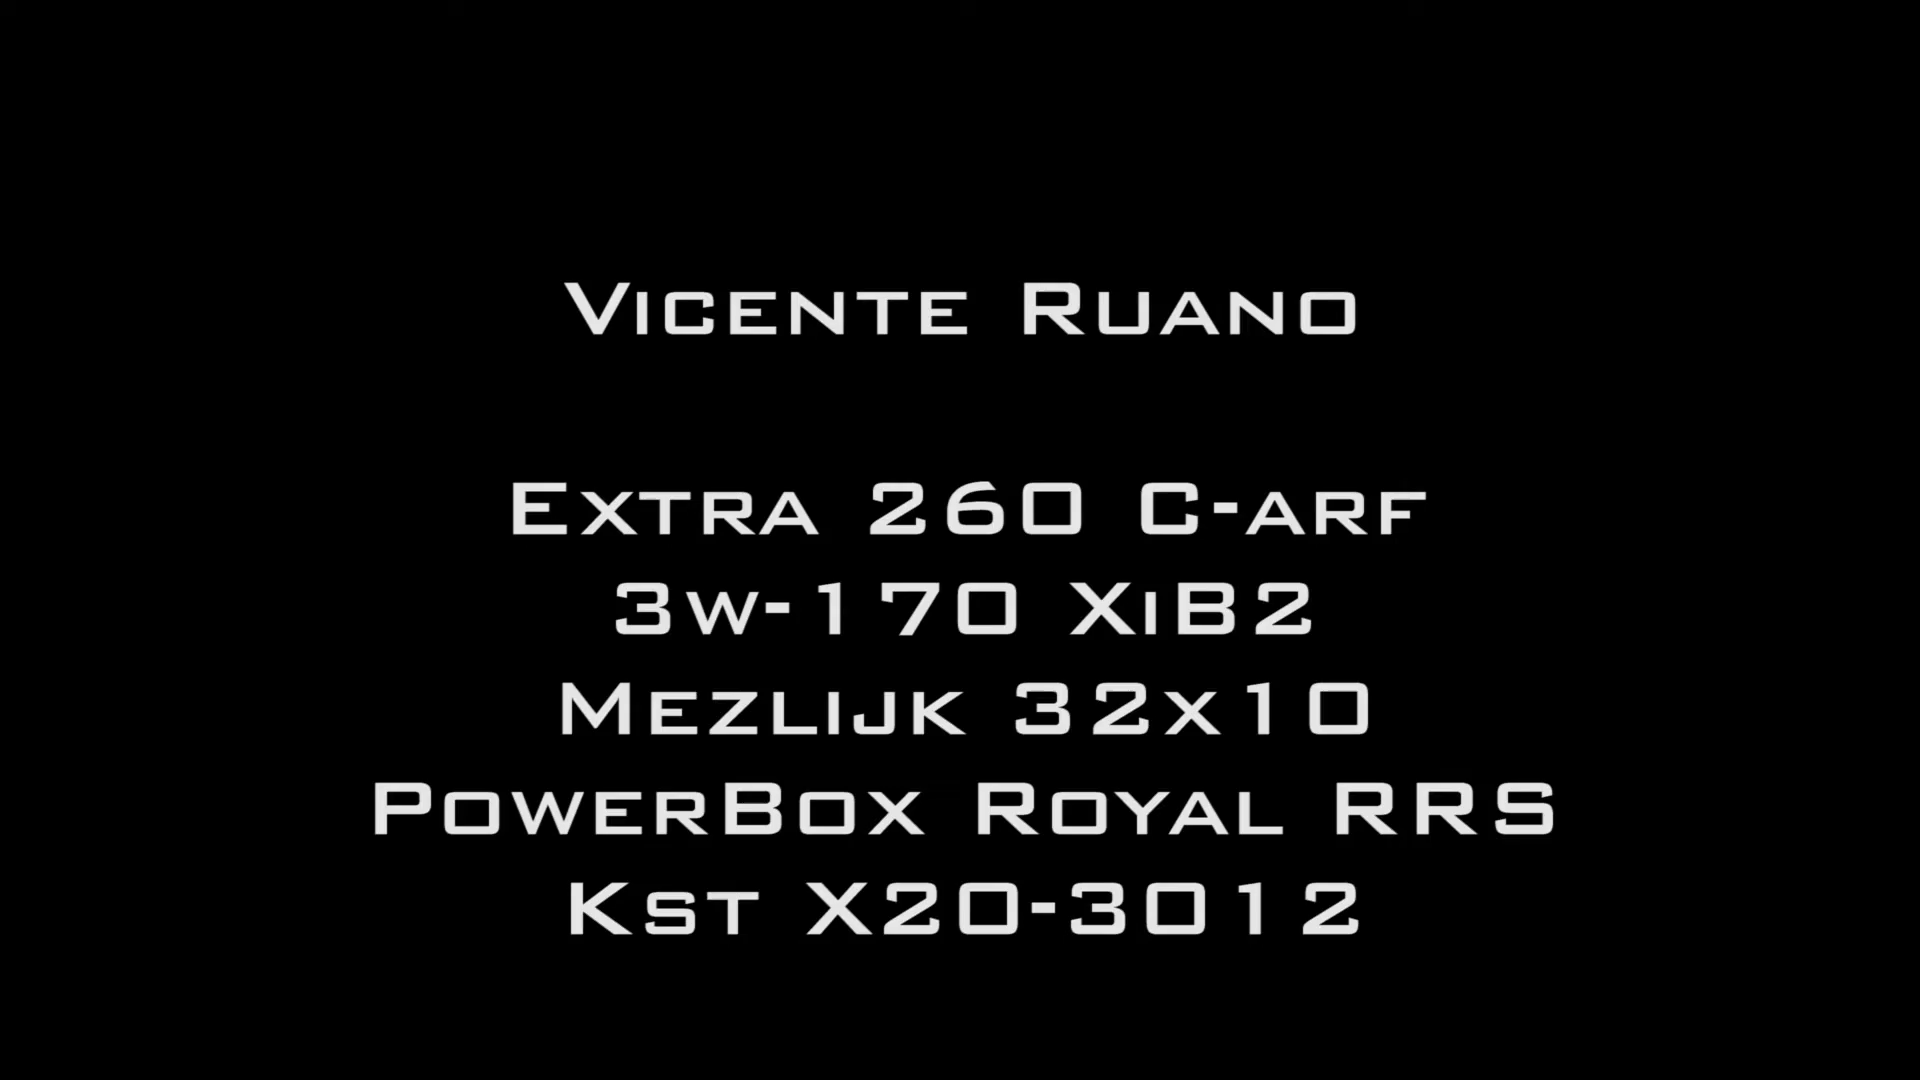 Vicente Ruano
Extra 260 C-arf
3w-170 XiB2
Mezlijk 32x10
PowerBox Royal RRS
Kst X20-3012